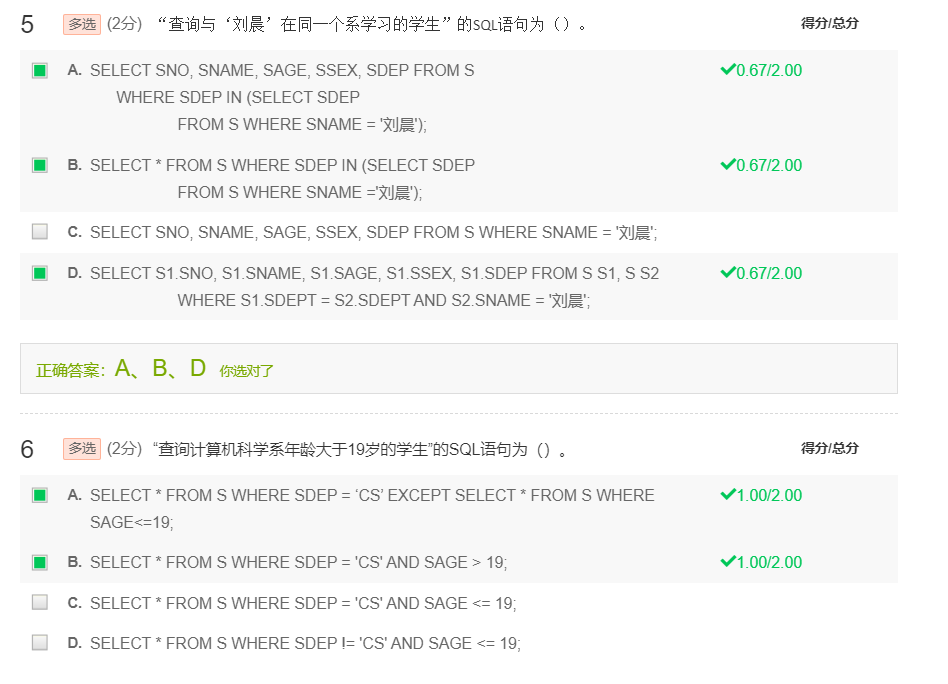 5 多选 (2分) “查询与‘刘晨’在同一个系学习的学生”的SQL语句为（）。 得分/总分
A. SELECT SNO, SNAME, SAGE, SSEX, SDEP FROM S 0.67/2.00
WHERE SDEP IN (SELECT SDEP
FROM S WHERE SNAME = '刘晨');
B. SELECT * FROM S WHERE SDEP IN (SELECT SDEP 0.67/2.00
FROM S WHERE SNAME ='刘晨');
C. SELECT SNO, SNAME, SAGE, SSEX, SDEP FROM S WHERE SNAME = '刘晨';
D. SELECT S1.SNO, S1.SNAME, S1.SAGE, S1.SSEX, S1.SDEP FROM S S1, S S2 0.67/2.00
WHERE S1.SDEPT = S2.SDEPT AND S2.SNAME = '刘晨';
正确答案：A、B、D 你选对了
6 多选 (2分) “查询计算机科学系年龄大于19岁的学生”的SQL语句为（）。 得分/总分
A. SELECT * FROM S WHERE SDEP = ‘CS’ EXCEPT SELECT * FROM S WHERE 1.00/2.00
SAGE<=19;
B. SELECT * FROM S WHERE SDEP = 'CS' AND SAGE > 19; 1.00/2.00
C. SELECT * FROM S WHERE SDEP = 'CS' AND SAGE <= 19;
D. SELECT * FROM S WHERE SDEP != 'CS' AND SAGE <= 19;